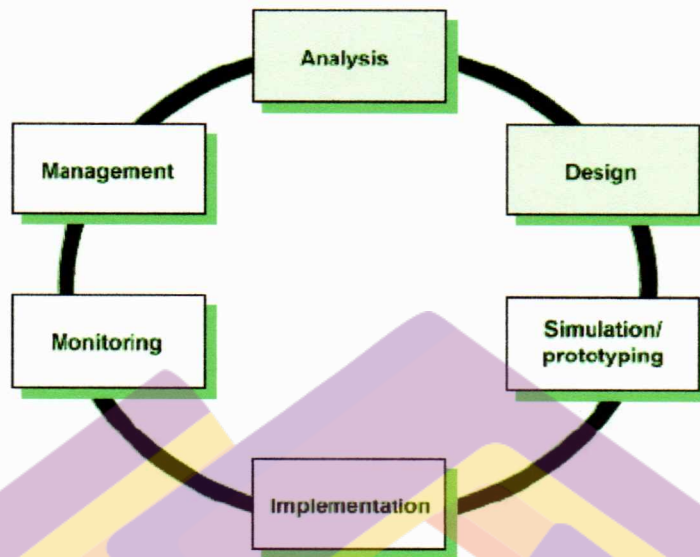 Analysis
Management
Design
Monitoring
Simulation/
prototyping
Implementation